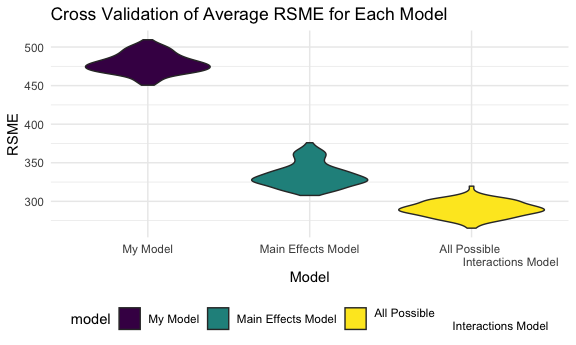 Cross Validation of Average RSME for Each Model
500
450
400
350
300
RSME
My Model
Main Effects Model
All Possible
Interactions Model
Model
model
My Model
Main Effects Model
All Possible
Interactions Model